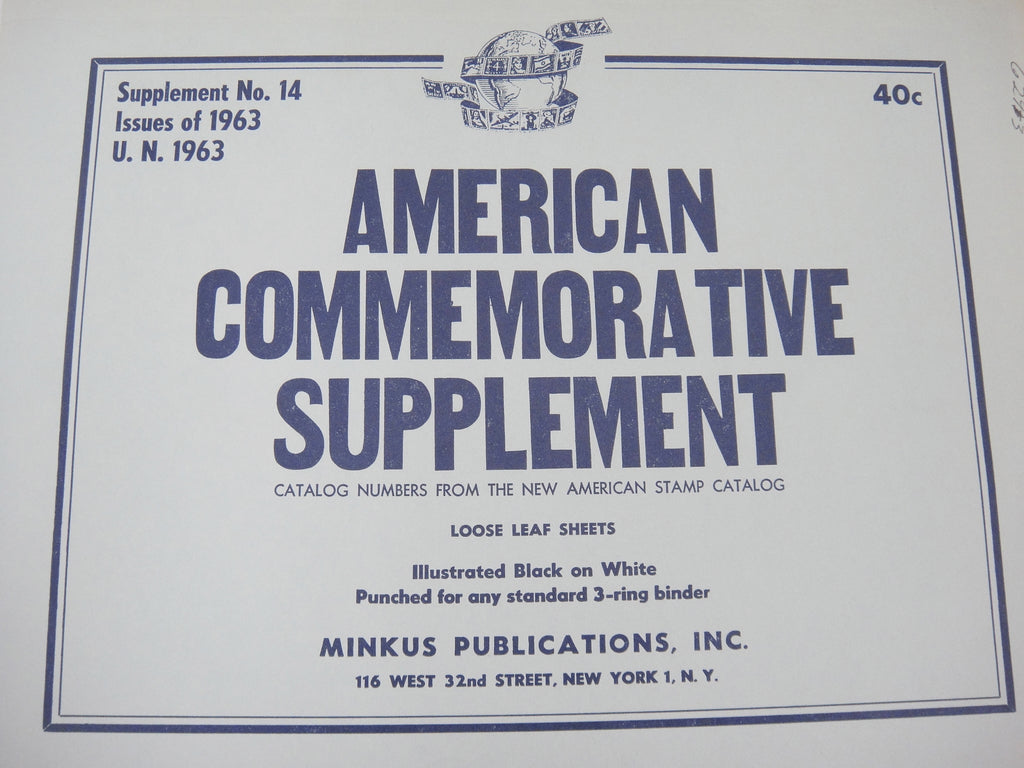 Supplement No. 14
Issues of 1963
U. N. 1963
40c
AMERICAN
COMMEMORATIVE
SUPPLEMENT
CATALOG NUMBERS FROM THE NEW AMERICAN STAMP CATALOG
LOOSE LEAF SHEETS
Illustrated Black on White
Punched for any standard 3-ring binder
MINKUS PUBLICATIONS, INC.
116 WEST 32nd STREET, NEW YORK 1, N. Y.